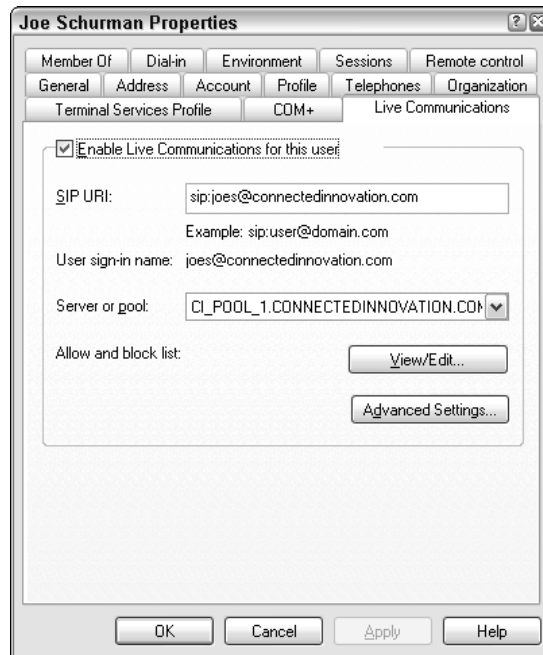 Joe Schurman Properties
Member Of Dial-in Environment Sessions Remote control
General Address Account Profile Telephones Organization
Terminal Services Profile COM+ Live Communications
Enable Live Communications for this user
SIP URI: sip:joes@connectedinnovation.com
Example: sip:user@domain.com
User sign-in name: joes@connectedinnovation.com
Server or pool: CI_POOL_1.CONNECTEDINNOVATION.COM
Allow and block list: View/Edit...
Advanced Settings...
OK Cancel Apply Help